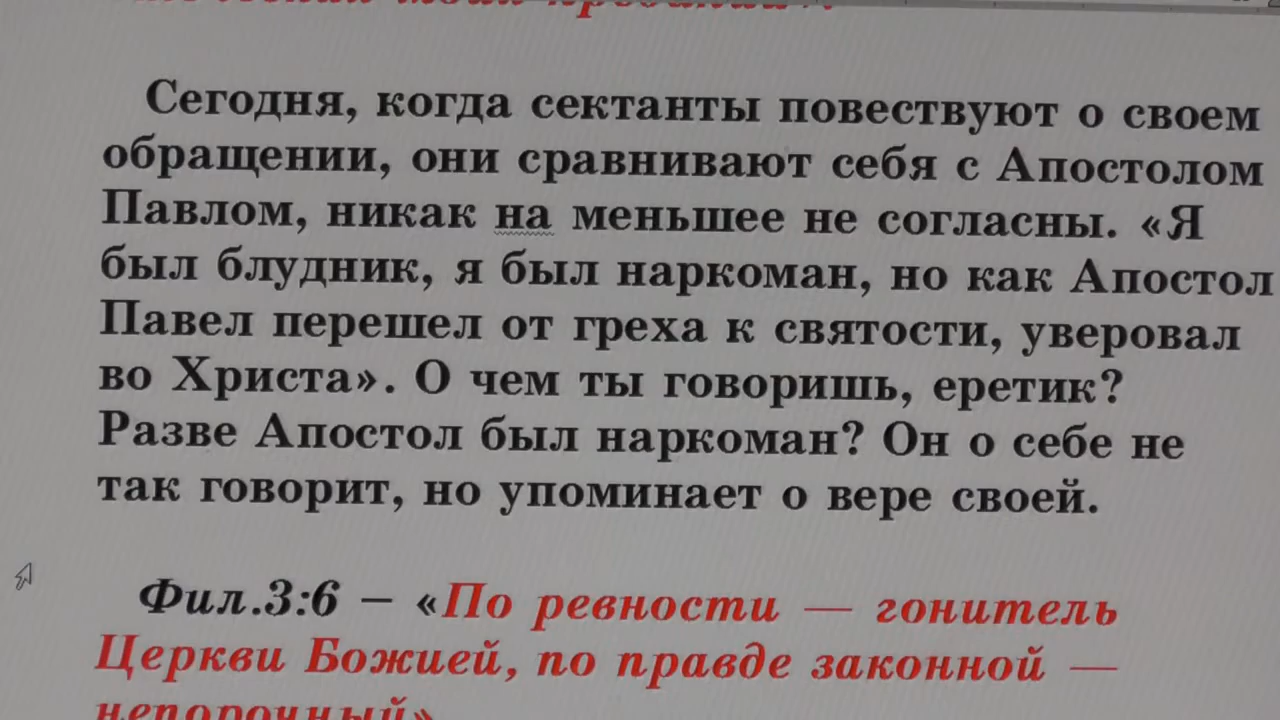 Сегодня, когда сектанты повествуют о своем
обращении, они сравнивают себя с Апостолом
Павлом, никак на меньшее не согласны. «Я
был блудник, я был наркоман, но как Апостол
Павел перешел от греха к святости, уверовал
во Христа». О чем ты говоришь, еретик?
Разве Апостол был наркоман? Он о себе не
так говорит, но упоминает о вере своей.
Фил.3:6 – «По ревности — гонитель
Церкви Божией, по правде законной —
непорочный»